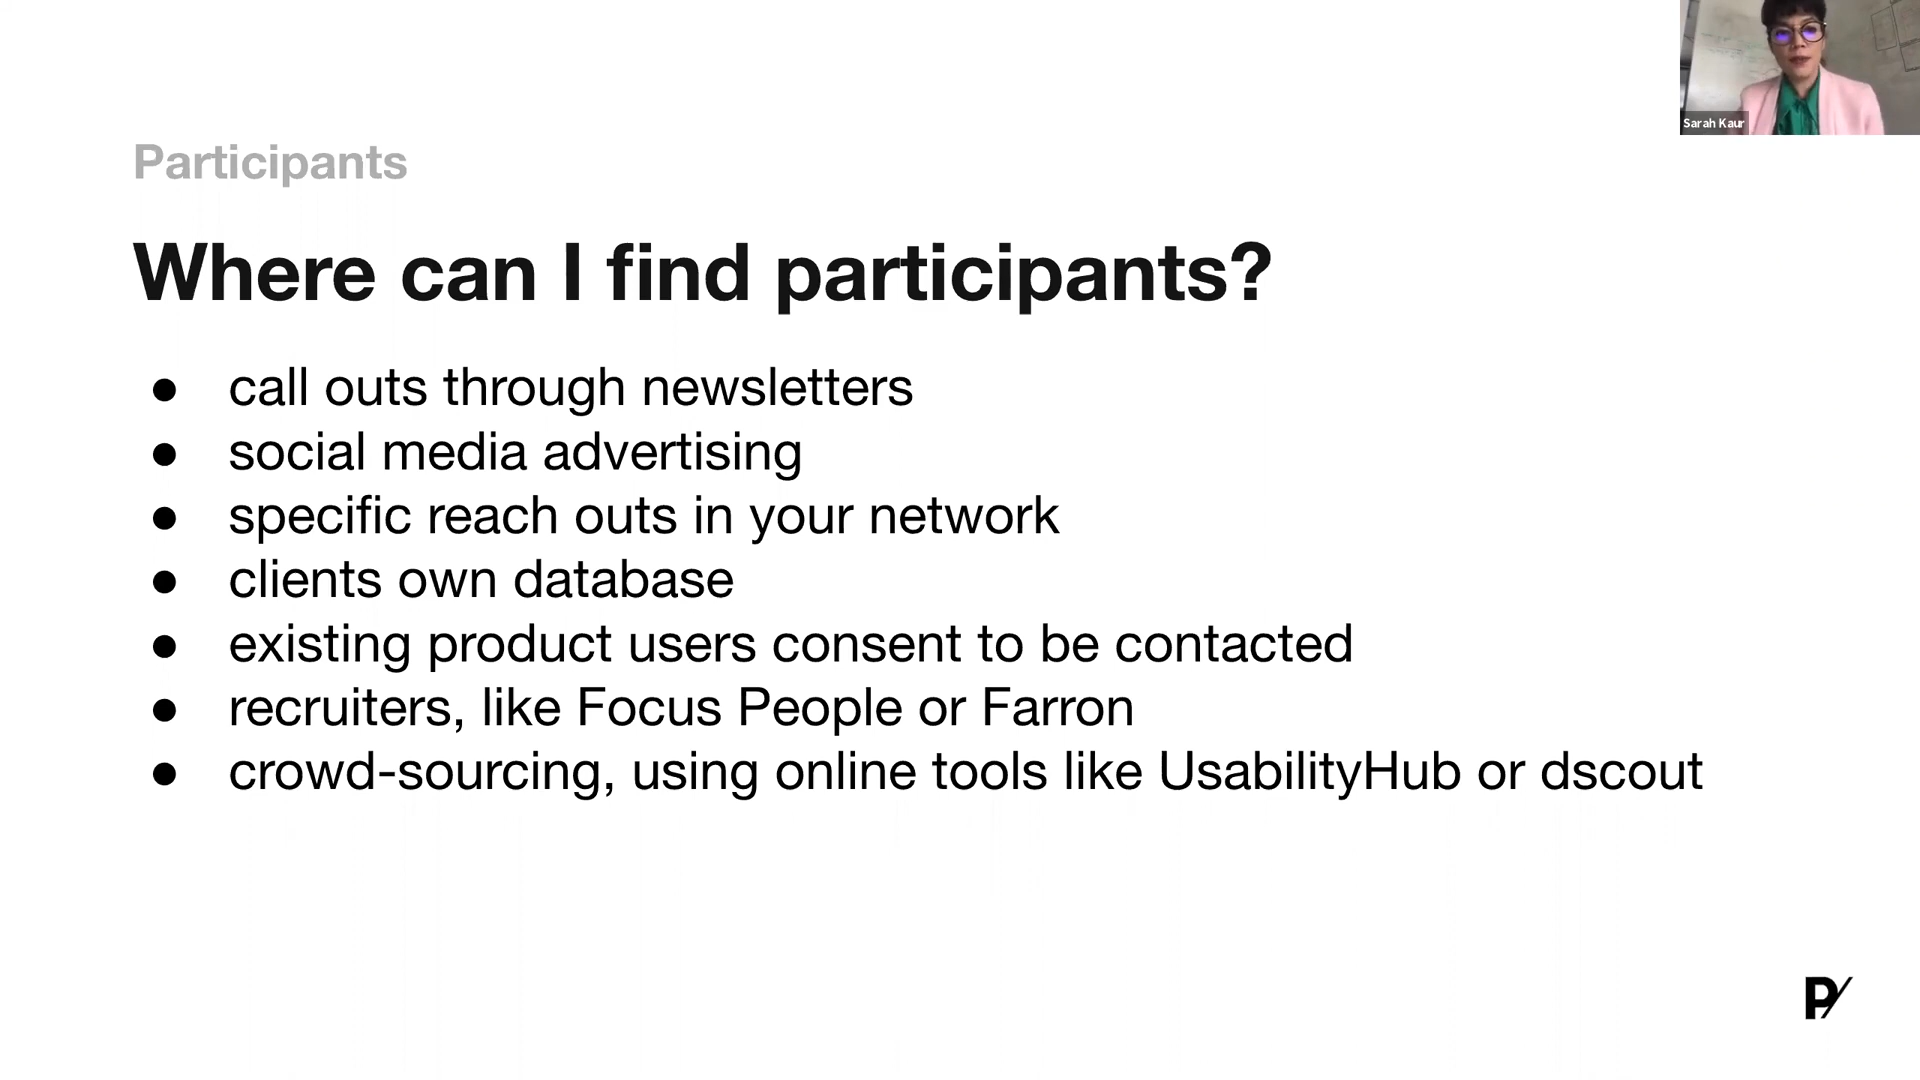 Sarah Kaur
Participants
Where can I find participants?
● call outs through newsletters
● social media advertising
● specific reach outs in your network
● clients own database
● existing product users consent to be contacted
● recruiters, like Focus People or Farron
● crowd-sourcing, using online tools like UsabilityHub or dscout
P/